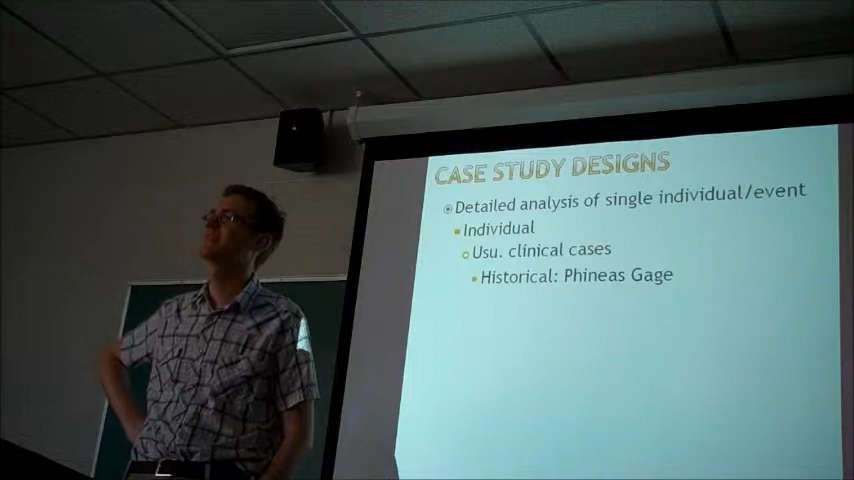 CASE STUDY DESIGNS
Detailed analysis of single individual/event
Individual
Usu. clinical cases
Historical: Phineas Gage